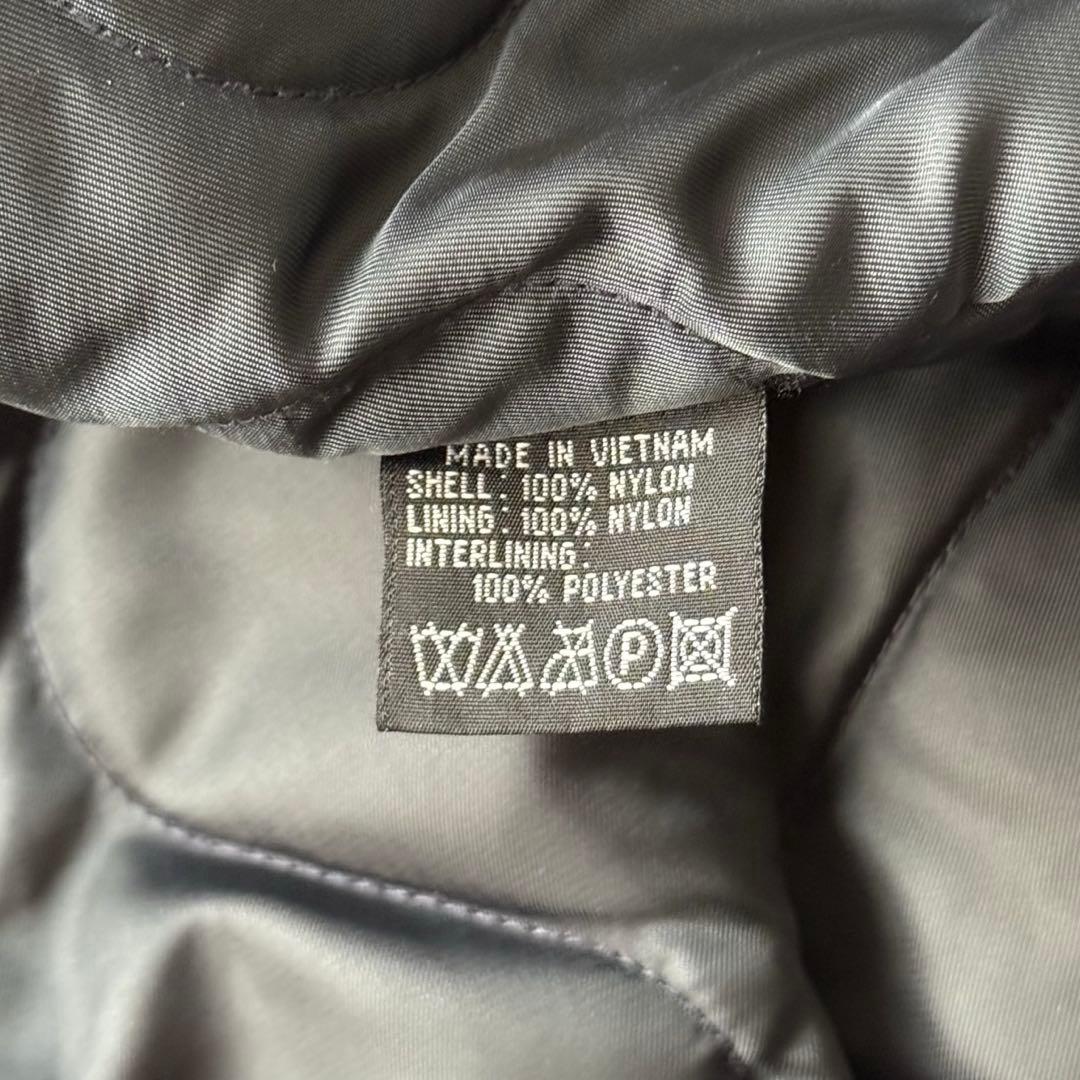 MADE IN VIETNAM
SHELL: 100% NYLON
LINING: 100% NYLON
INTERLINING:
100% POLYESTER
P